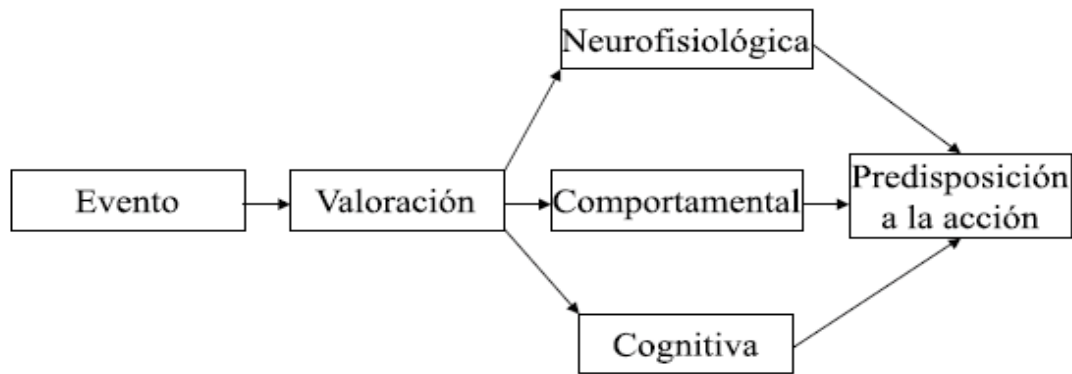 Neurofisiológica
Evento
Valoración
Comportamental
Predisposición
a la acción
Cognitiva